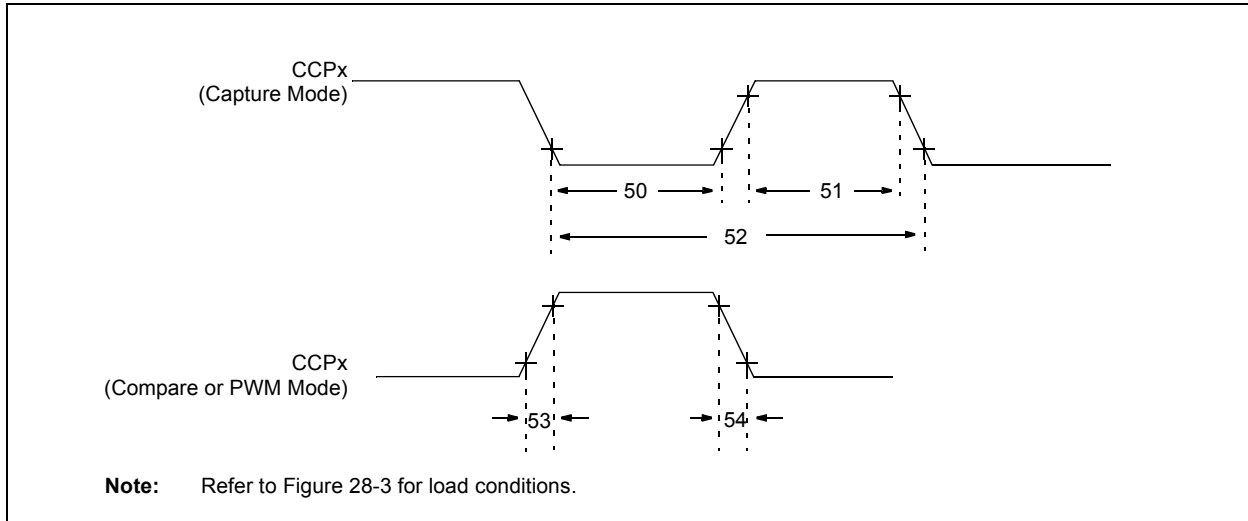 CCPx
(Capture Mode)
50
51
52
CCPx
(Compare or PWM Mode)
53
54
Note: Refer to Figure 28-3 for load conditions.